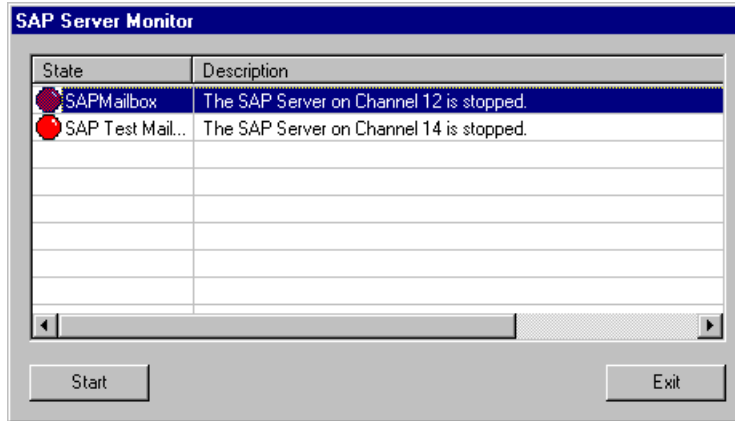 SAP Server Monitor
State Description
SAPMailbox The SAP Server on Channel 12 is stopped.
SAP Test Mail... The SAP Server on Channel 14 is stopped.
Start Exit